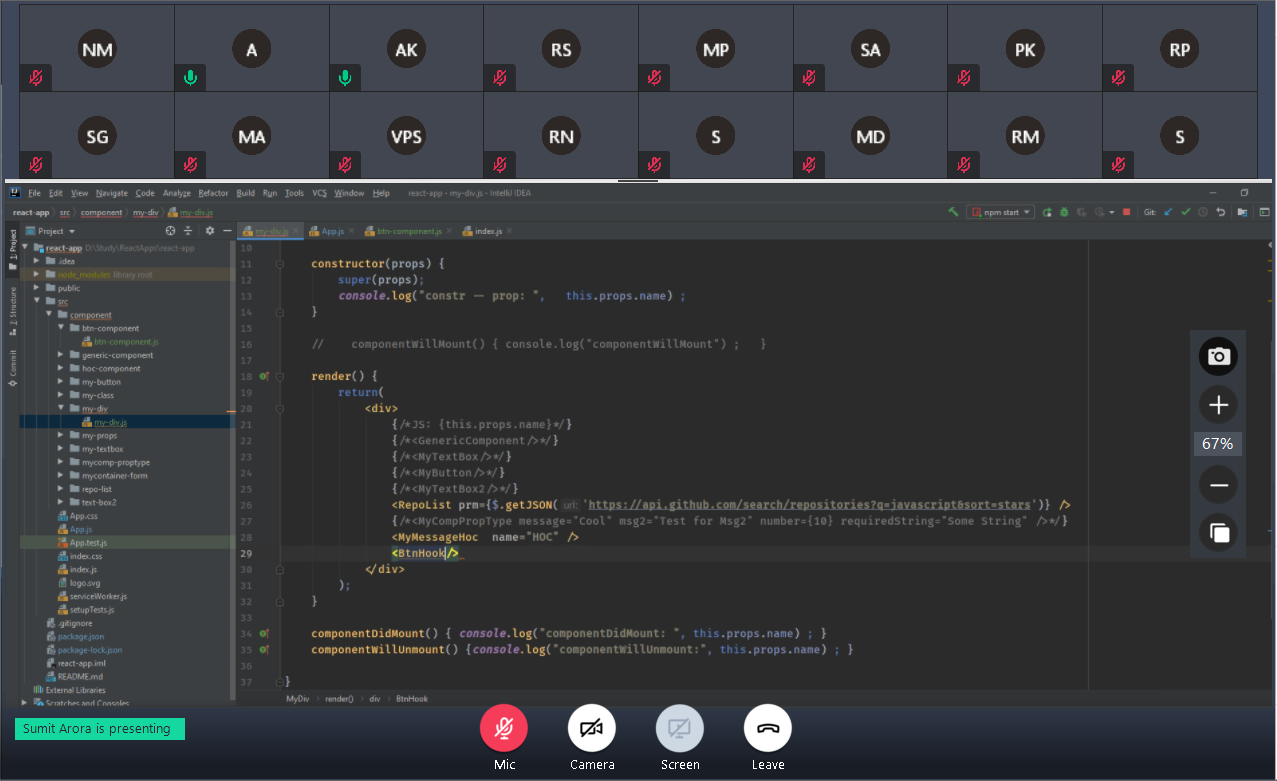 NM A AK RS MP SA PK RP
SG MA VPS RN S MD RM S
File Edit View Navigate Code Analyze Refactor Build Run Tools VCS Window Help react-app - my-div.js - IntelliJ IDEA
react-app src component my-div my-div.js npm start Git:
Project my-div.js App.js btn-component.js index.js
1: Project
Z: Structure
Commit
react-app D:\Study\ReactApps\react-app
.idea
node_modules library root
public
src
component
btn-component
btn-component.js
generic-component
hoc-component
my-button
my-class
my-div
my-div.js
my-props
my-textbox
mycomp-proptype
mycontainer-form
repo-list
text-box2
App.css
App.js
App.test.js
index.css
index.js
logo.svg
serviceWorker.js
setupTests.js
.gitignore
package.json
package-lock.json
react-app.iml
README.md
External Libraries
Scratches and Consoles
10
11 constructor(props) {
12 super(props);
13 console.log("constr -- prop: ", this.props.name) ;
14 }
15
16 // componentWillMount() { console.log("componentWillMount") ; }
17
18 render() {
19 return(
20 <div>
21 {/*JS: {this.props.name}*/}
22 {/*<GenericComponent/>*/}
23 {/*<MyTextBox/>*/}
24 {/*<MyButton/>*/}
25 {/*<MyTextBox2/>*/}
26 <RepoList prm={$.getJSON( url: 'https://api.github.com/search/repositories?q=javascript&sort=stars')} />
27 {/*<MyCompPropType message="Cool" msg2="Test for Msg2" number={10} requiredString="Some String" />*/}
28 <MyMessageHoc name="HOC" />
29 <BtnHook/>
30 </div>
31 );
32 }
33
34 componentDidMount() { console.log("componentDidMount: ", this.props.name) ; }
35 componentWillUnmount() {console.log("componentWillUnmount:", this.props.name) ; }
36
37 }
MyDiv render() div BtnHook
67%
Sumit Arora is presenting
Mic Camera Screen Leave